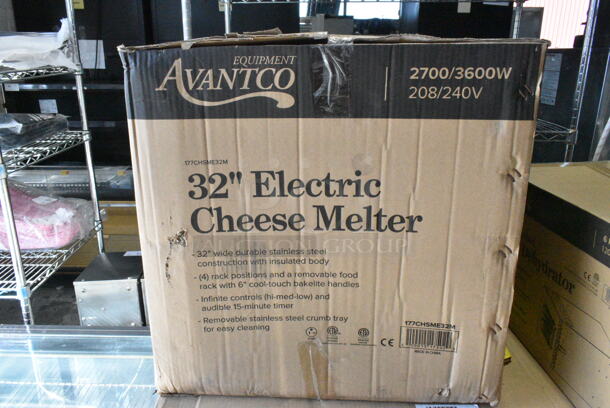 EQUIPMENT
AVANTCO
2700/3600W
208/240V
177CHSME32M
32" Electric
Cheese Melter
- 32" wide durable stainless steel
construction with insulated body
- (4) rack positions and a removable food
rack with 6" cool-touch bakelite handles
- Infinite controls (hi-med-low) and
audible 15-minute timer
- Removable stainless steel crumb tray
for easy cleaning
177CHSME32M
MADE IN CHINA
GROUP